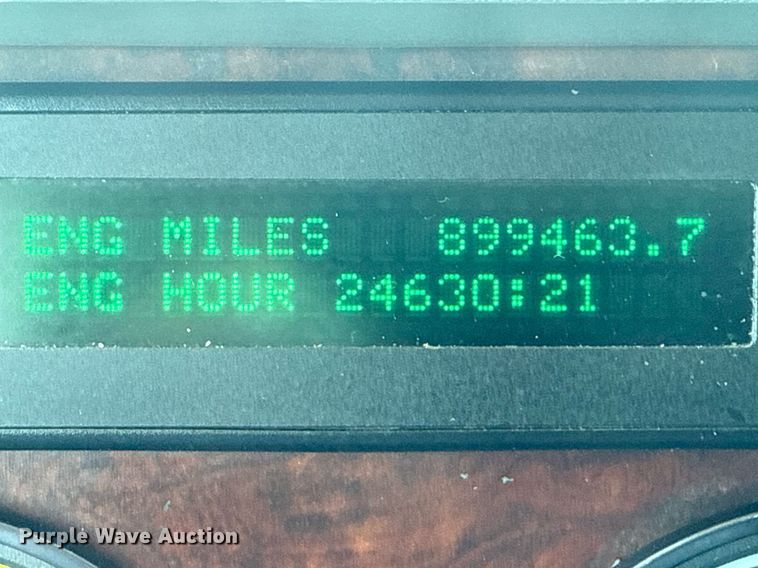 ENG MILES 899463.7
ENG HOUR 24630:21
Purple Wave Auction